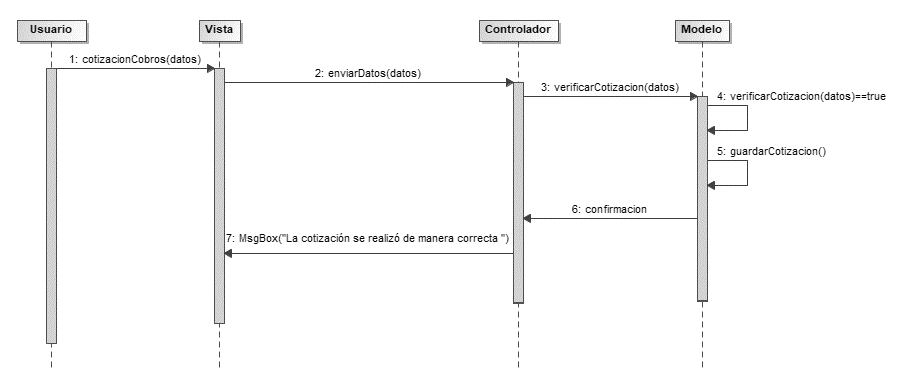 Usuario
Vista
Controlador
Modelo
1: cotizacionCobros(datos)
2: enviarDatos(datos)
3: verificarCotizacion(datos)
4: verificarCotizacion(datos)==true
5: guardarCotizacion()
6: confirmacion
7: MsgBox("La cotización se realizó de manera correcta ")